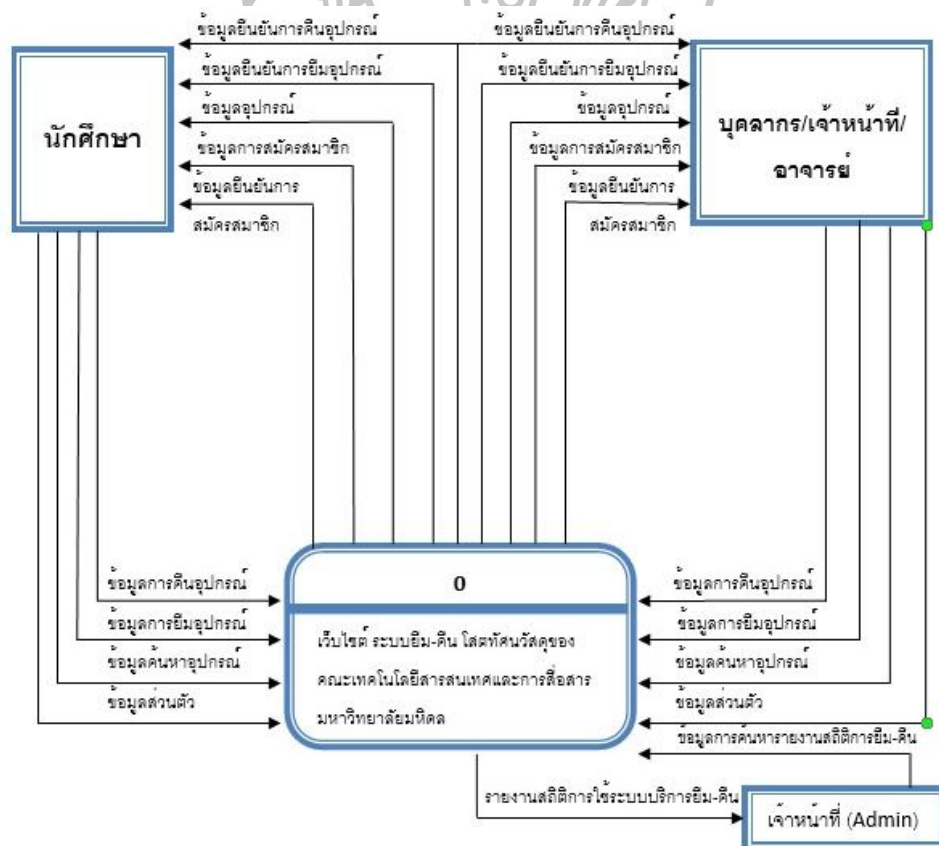 ข้อมูลยืนยันการคืนอุปกรณ์
ข้อมูลยืนยันการคืนอุปกรณ์
ข้อมูลยืนยันการยืมอุปกรณ์
ข้อมูลยืนยันการยืมอุปกรณ์
ข้อมูลอุปกรณ์
ข้อมูลอุปกรณ์
นักศึกษา
บุคลากร/เจ้าหน้าที่/
อาจารย์
ข้อมูลการสมัครสมาชิก
ข้อมูลการสมัครสมาชิก
ข้อมูลยืนยันการ
สมัครสมาชิก
ข้อมูลยืนยันการ
สมัครสมาชิก
0
เว็บไซต์ ระบบยืม-คืน โสตทัศนวัสดุของ
คณะเทคโนโลยีสารสนเทศและการสื่อสาร
มหาวิทยาลัยมหิดล
ข้อมูลการคืนอุปกรณ์
ข้อมูลการยืมอุปกรณ์
ข้อมูลค้นหาอุปกรณ์
ข้อมูลส่วนตัว
ข้อมูลการคืนอุปกรณ์
ข้อมูลการยืมอุปกรณ์
ข้อมูลค้นหาอุปกรณ์
ข้อมูลส่วนตัว
ข้อมูลการค้นหารายงานสถิติการยืม-คืน
รายงานสถิติการใช้ระบบบริการยืม-คืน
เจ้าหน้าที่ (Admin)